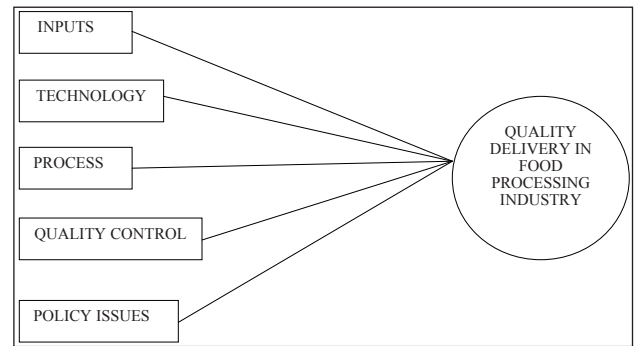 INPUTS
TECHNOLOGY
PROCESS
QUALITY CONTROL
POLICY ISSUES
QUALITY
DELIVERY IN
FOOD
PROCESSING
INDUSTRY